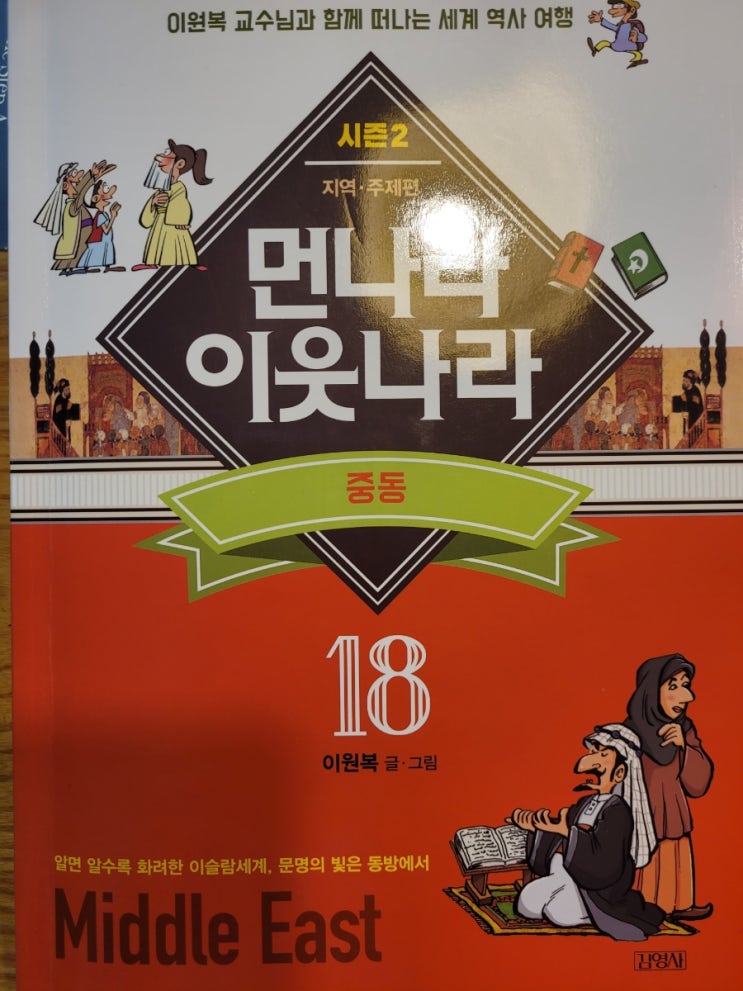 이원복 교수님과 함께 떠나는 세계 역사 여행
시즌2
지역·주제편
먼나라
이웃나라
중동
18
이원복 글·그림
알면 알수록 화려한 이슬람세계, 문명의 빛은 동방에서
Middle East
김영사